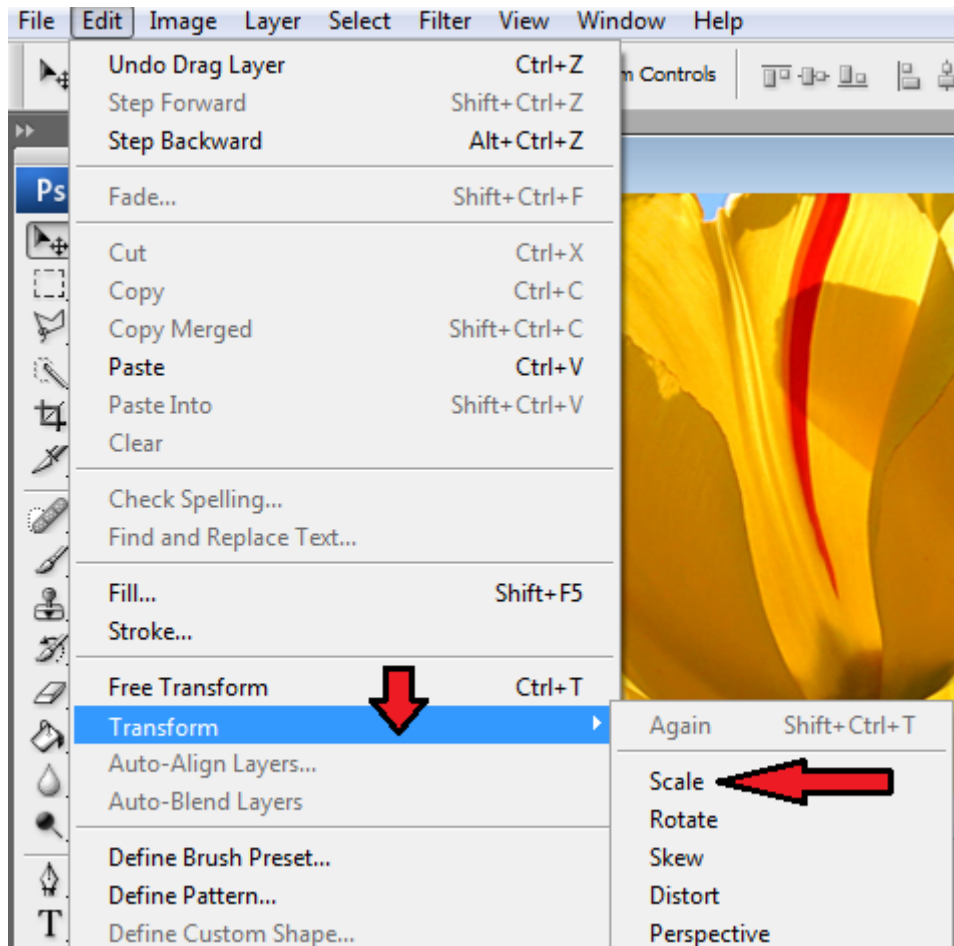 File Edit Image Layer Select Filter View Window Help
Undo Drag Layer Ctrl+Z
Controls
Step Forward Shift+Ctrl+Z
Step Backward Alt+Ctrl+Z
Ps
Fade... Shift+Ctrl+F
Cut Ctrl+X
Copy Ctrl+C
Copy Merged Shift+Ctrl+C
Paste Ctrl+V
Paste Into Shift+Ctrl+V
Clear
Check Spelling...
Find and Replace Text...
Fill... Shift+F5
Stroke...
Free Transform Ctrl+T
Transform
Auto-Align Layers...
Auto-Blend Layers
Define Brush Preset...
Define Pattern...
Define Custom Shape...
T
Again Shift+Ctrl+T
Scale
Rotate
Skew
Distort
Perspective